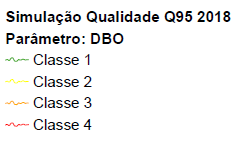 Simulação Qualidade Q95 2018
Parâmetro: DBO
Classe 1
Classe 2
Classe 3
Classe 4